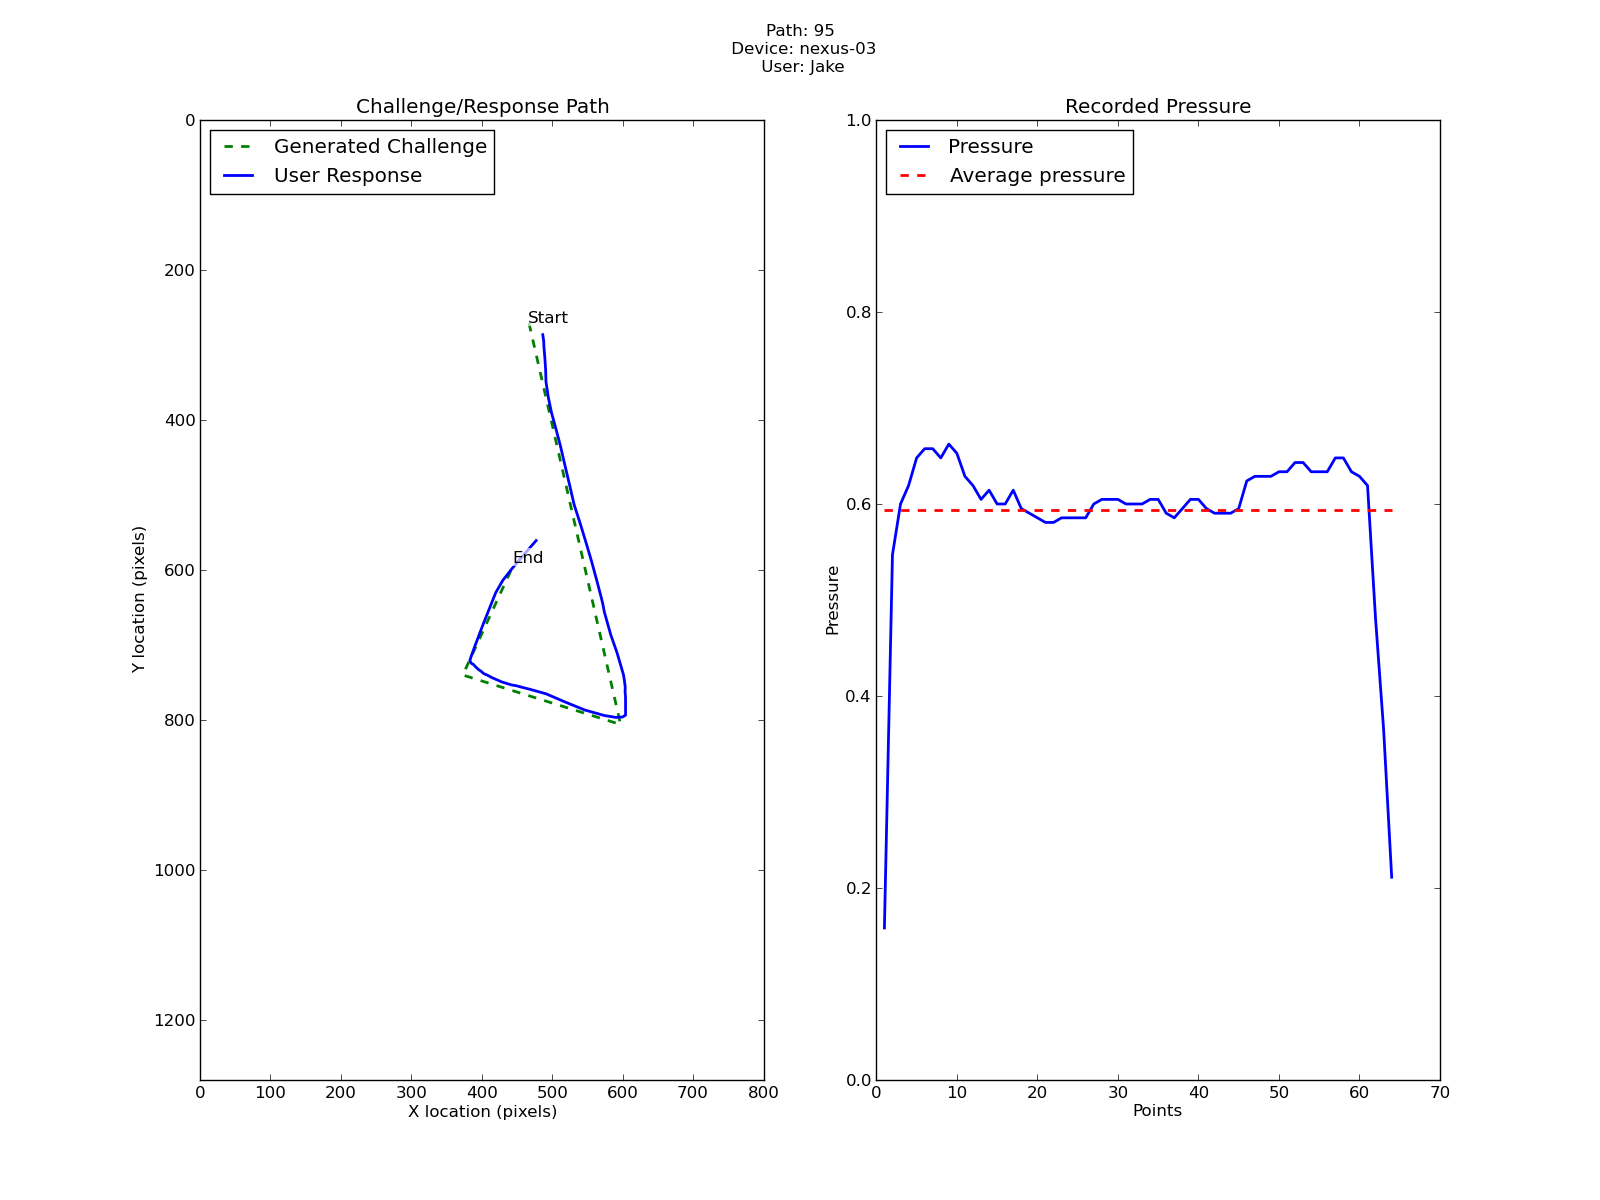 Path: 95
Device: nexus-03
User: Jake
Challenge/Response Path
Generated Challenge
User Response
Start
End
0
200
400
600
800
1000
1200
Y location (pixels)
0 100 200 300 400 500 600 700 800
X location (pixels)
Recorded Pressure
Pressure
Average pressure
1.0
0.8
0.6
0.4
0.2
0.0
Pressure
0 10 20 30 40 50 60 70
Points